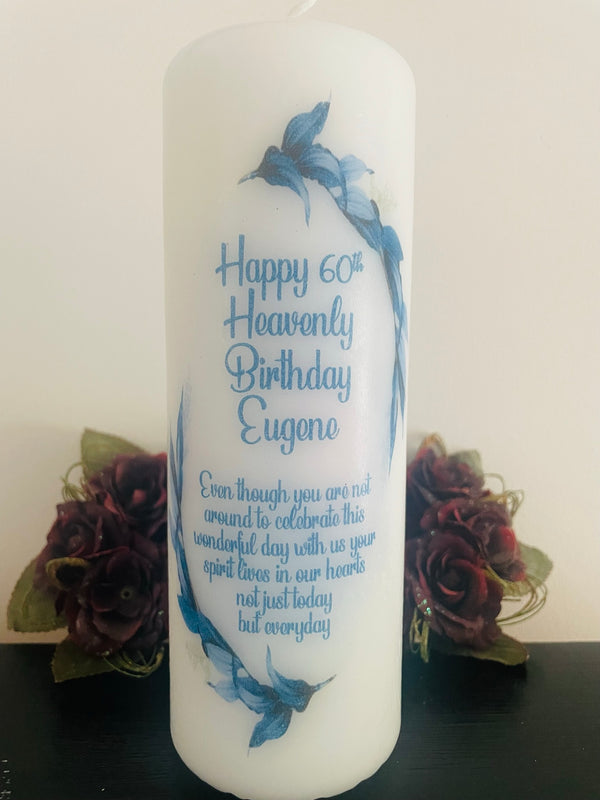 Happy 60th
Heavenly
Birthday
Eugene
Even though you are not
around to celebrate this
wonderful day with us your
spirit lives in our hearts
not just today
but everyday